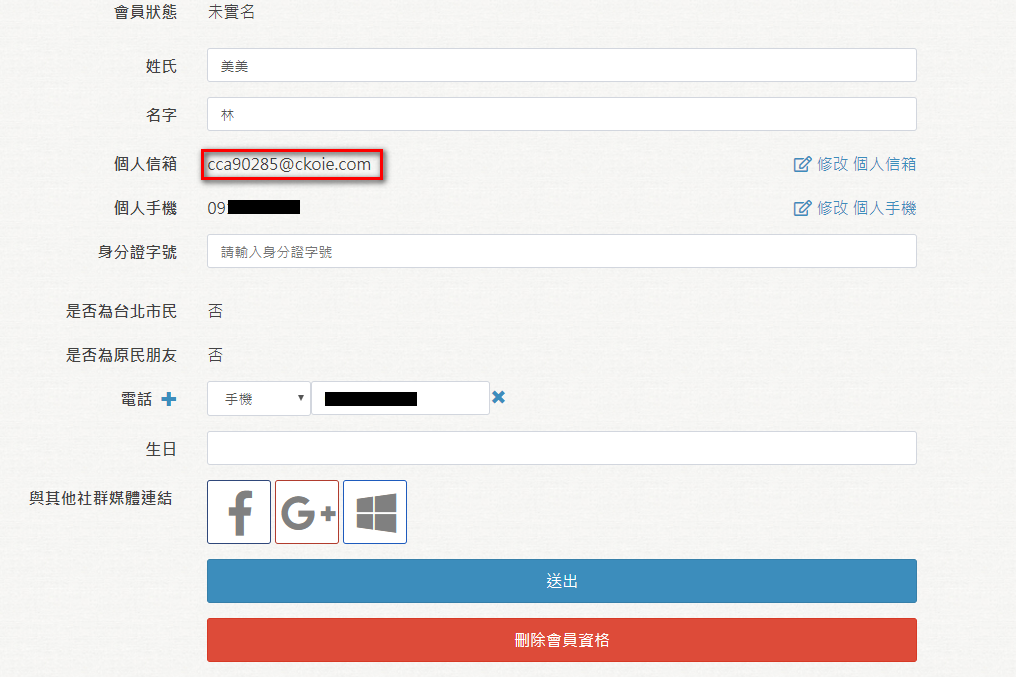 會員狀態 未實名
姓氏 美美
名字 林
個人信箱 cca90285@ckoie.com 修改 個人信箱
個人手機 09 修改 個人手機
身分證字號 請輸入身分證字號
是否為台北市民 否
是否為原民朋友 否
電話 手機
生日
與其他社群媒體連結 f G+
送出
刪除會員資格